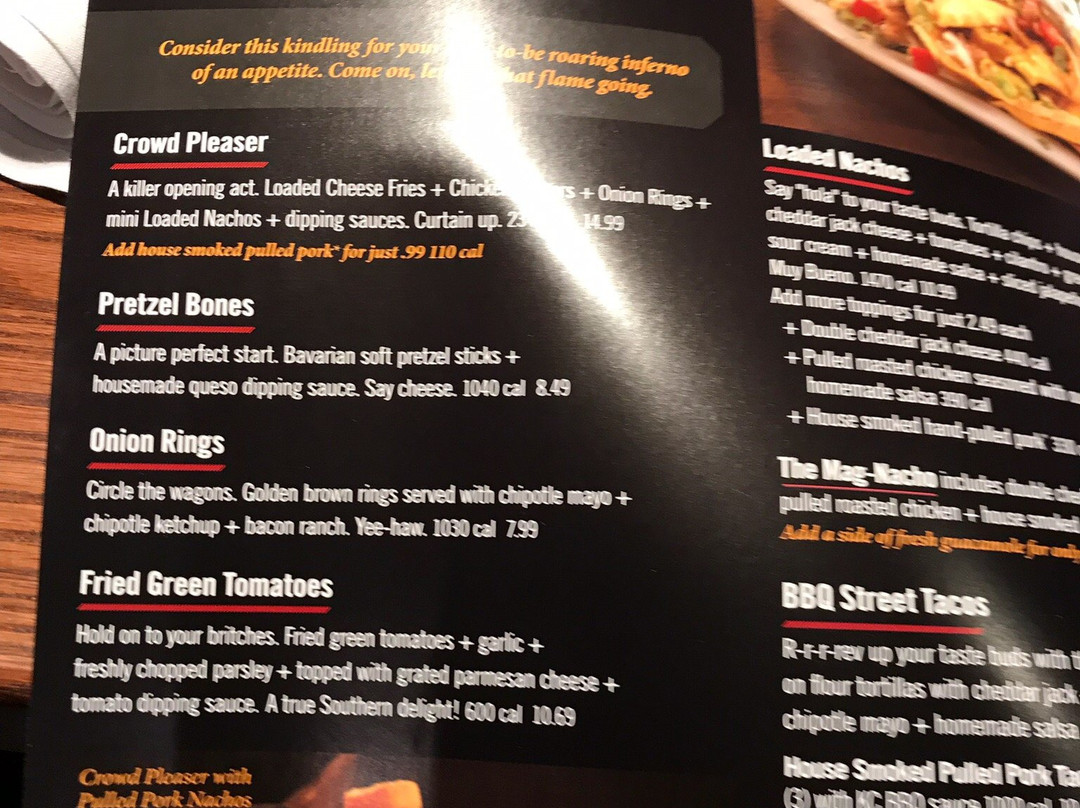 Consider this kindling for your to-be roaring inferno
of an appetite. Come on, let that flame going.
Crowd Pleaser
A killer opening act. Loaded Cheese Fries + Chicken + Onion Rings +
mini Loaded Nachos + dipping sauces. Curtain up. 14.99
Add house smoked pulled pork* for just .99 110 cal
Pretzel Bones
A picture perfect start. Bavarian soft pretzel sticks +
housemade queso dipping sauce. Say cheese. 1040 cal 8.49
Onion Rings
Circle the wagons. Golden brown rings served with chipotle mayo +
chipotle ketchup + bacon ranch. Yee-haw. 1030 cal 7.99
Fried Green Tomatoes
Hold on to your britches. Fried green tomatoes + garlic +
freshly chopped parsley + topped with grated parmesan cheese +
tomato dipping sauce. A true Southern delight! 600 cal 10.69
Crowd Pleaser with
Pulled Pork Nachos
Loaded Nachos
Say "hola" to your taste buds. Tortilla chips +
cheddar jack cheese + tomatoes + cilantro +
sour cream + homemade salsa + sliced
Muy Bueno. 1470 cal 10.99
Add more toppings for just 2.49 each
+ Double cheddar jack cheese 440 cal
+ Pulled roasted chicken seasoned with
homemade salsa 390 cal
+ House smoked hand-pulled pork*
The Mag-Nacho includes double
pulled roasted chicken + house smoked
Add a side of fresh guacamole for only
BBQ Street Tacos
R-r-r-rev up your taste buds with
on flour tortillas with cheddar jack
chipotle mayo + homemade salsa
House Smoked Pulled Pork
(3) with KC BBQ sauce